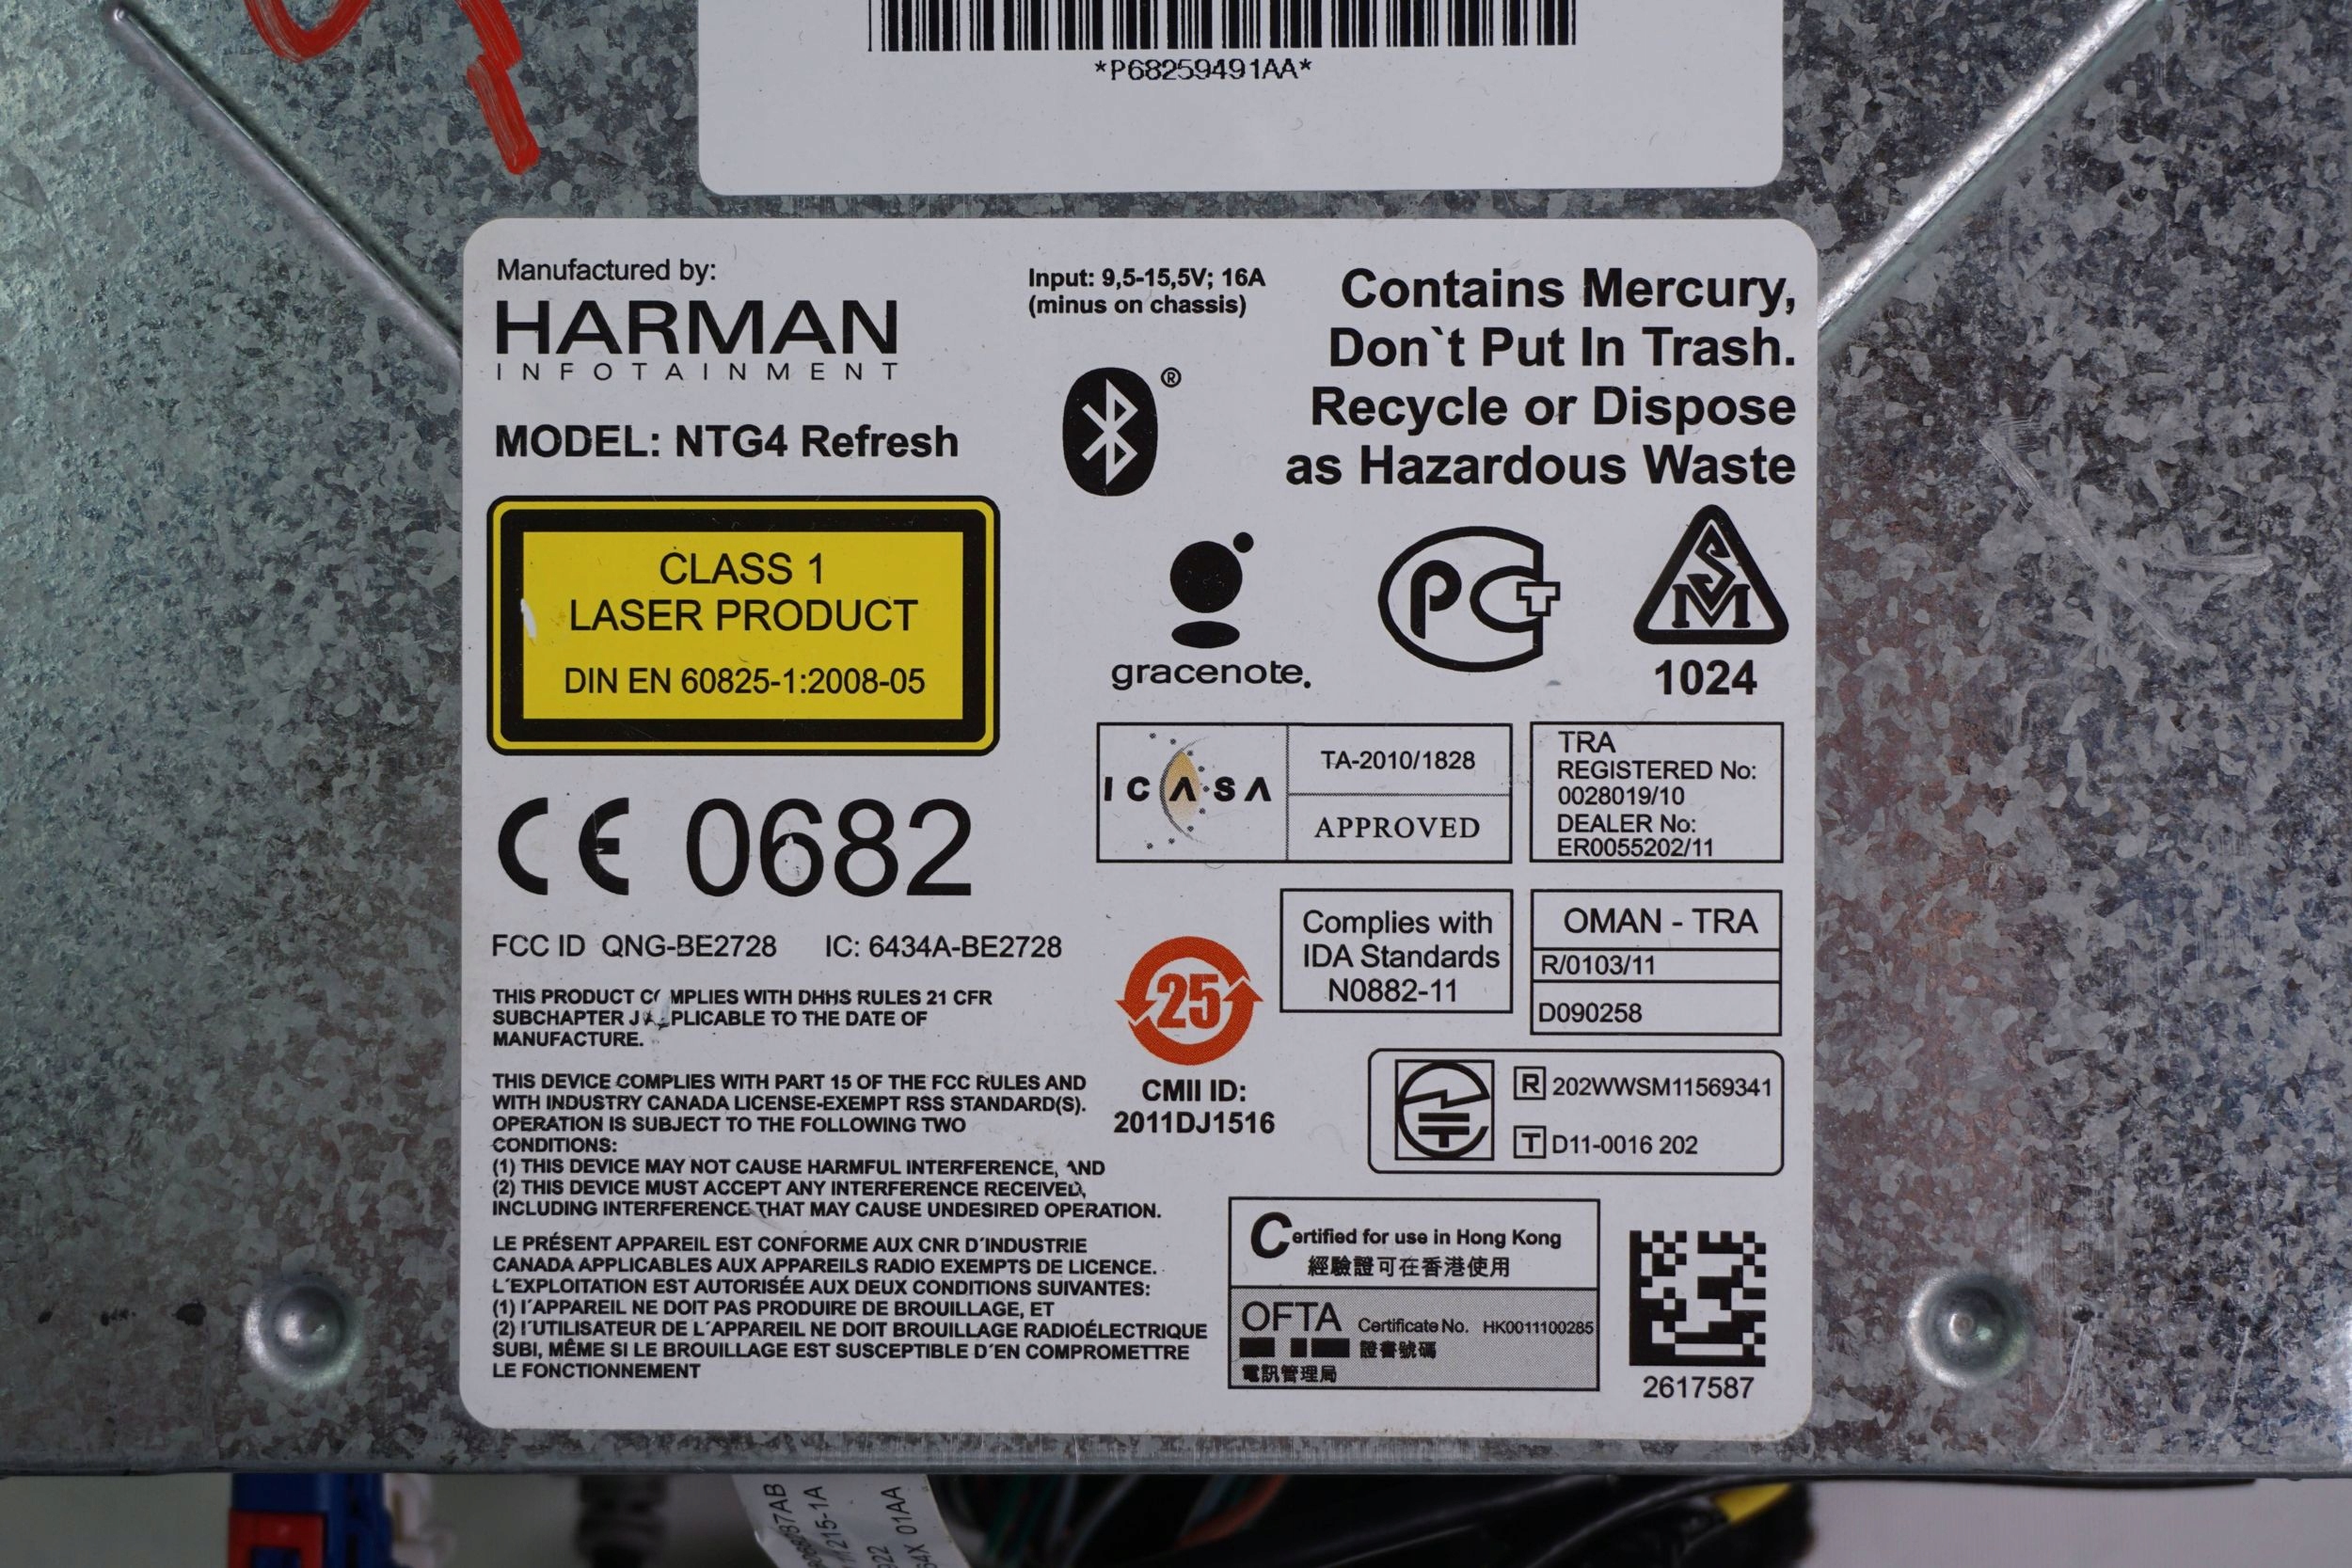 *P68259491AA*
Manufactured by:
HARMAN
INFOTAINMENT
MODEL: NTG4 Refresh
Input: 9,5-15,5V; 16A
(minus on chassis)
Contains Mercury,
Don`t Put In Trash.
Recycle or Dispose
as Hazardous Waste
®
CLASS 1
LASER PRODUCT
DIN EN 60825-1:2008-05
gracenote.
PCT
SM
1024
ICASA
TA-2010/1828
APPROVED
TRA
REGISTERED No:
0028019/10
DEALER No:
ER0055202/11
CE 0682
FCC ID QNG-BE2728 IC: 6434A-BE2728
Complies with
IDA Standards
N0882-11
OMAN - TRA
R/0103/11
D090258
25
CMII ID:
2011DJ1516
R 202WWSM11569341
T D11-0016 202
THIS PRODUCT COMPLIES WITH DHHS RULES 21 CFR
SUBCHAPTER J APPLICABLE TO THE DATE OF
MANUFACTURE.
THIS DEVICE COMPLIES WITH PART 15 OF THE FCC RULES AND
WITH INDUSTRY CANADA LICENSE-EXEMPT RSS STANDARD(S).
OPERATION IS SUBJECT TO THE FOLLOWING TWO
CONDITIONS:
(1) THIS DEVICE MAY NOT CAUSE HARMFUL INTERFERENCE, AND
(2) THIS DEVICE MUST ACCEPT ANY INTERFERENCE RECEIVED,
INCLUDING INTERFERENCE THAT MAY CAUSE UNDESIRED OPERATION.
LE PRÉSENT APPAREIL EST CONFORME AUX CNR D´INDUSTRIE
CANADA APPLICABLES AUX APPAREILS RADIO EXEMPTS DE LICENCE.
L´EXPLOITATION EST AUTORISÉE AUX DEUX CONDITIONS SUIVANTES:
(1) l´APPAREIL NE DOIT PAS PRODUIRE DE BROUILLAGE, ET
(2) l´UTILISATEUR DE L´APPAREIL NE DOIT BROUILLAGE RADIOÉLECTRIQUE
SUBI, MÊME SI LE BROUILLAGE EST SUSCEPTIBLE D´EN COMPROMETTRE
LE FONCTIONNEMENT
Certified for use in Hong Kong
經驗證可在香港使用
OFTA Certificate No. HK0011100285
證書號碼
電訊管理局
2617587
215-1A
01AA